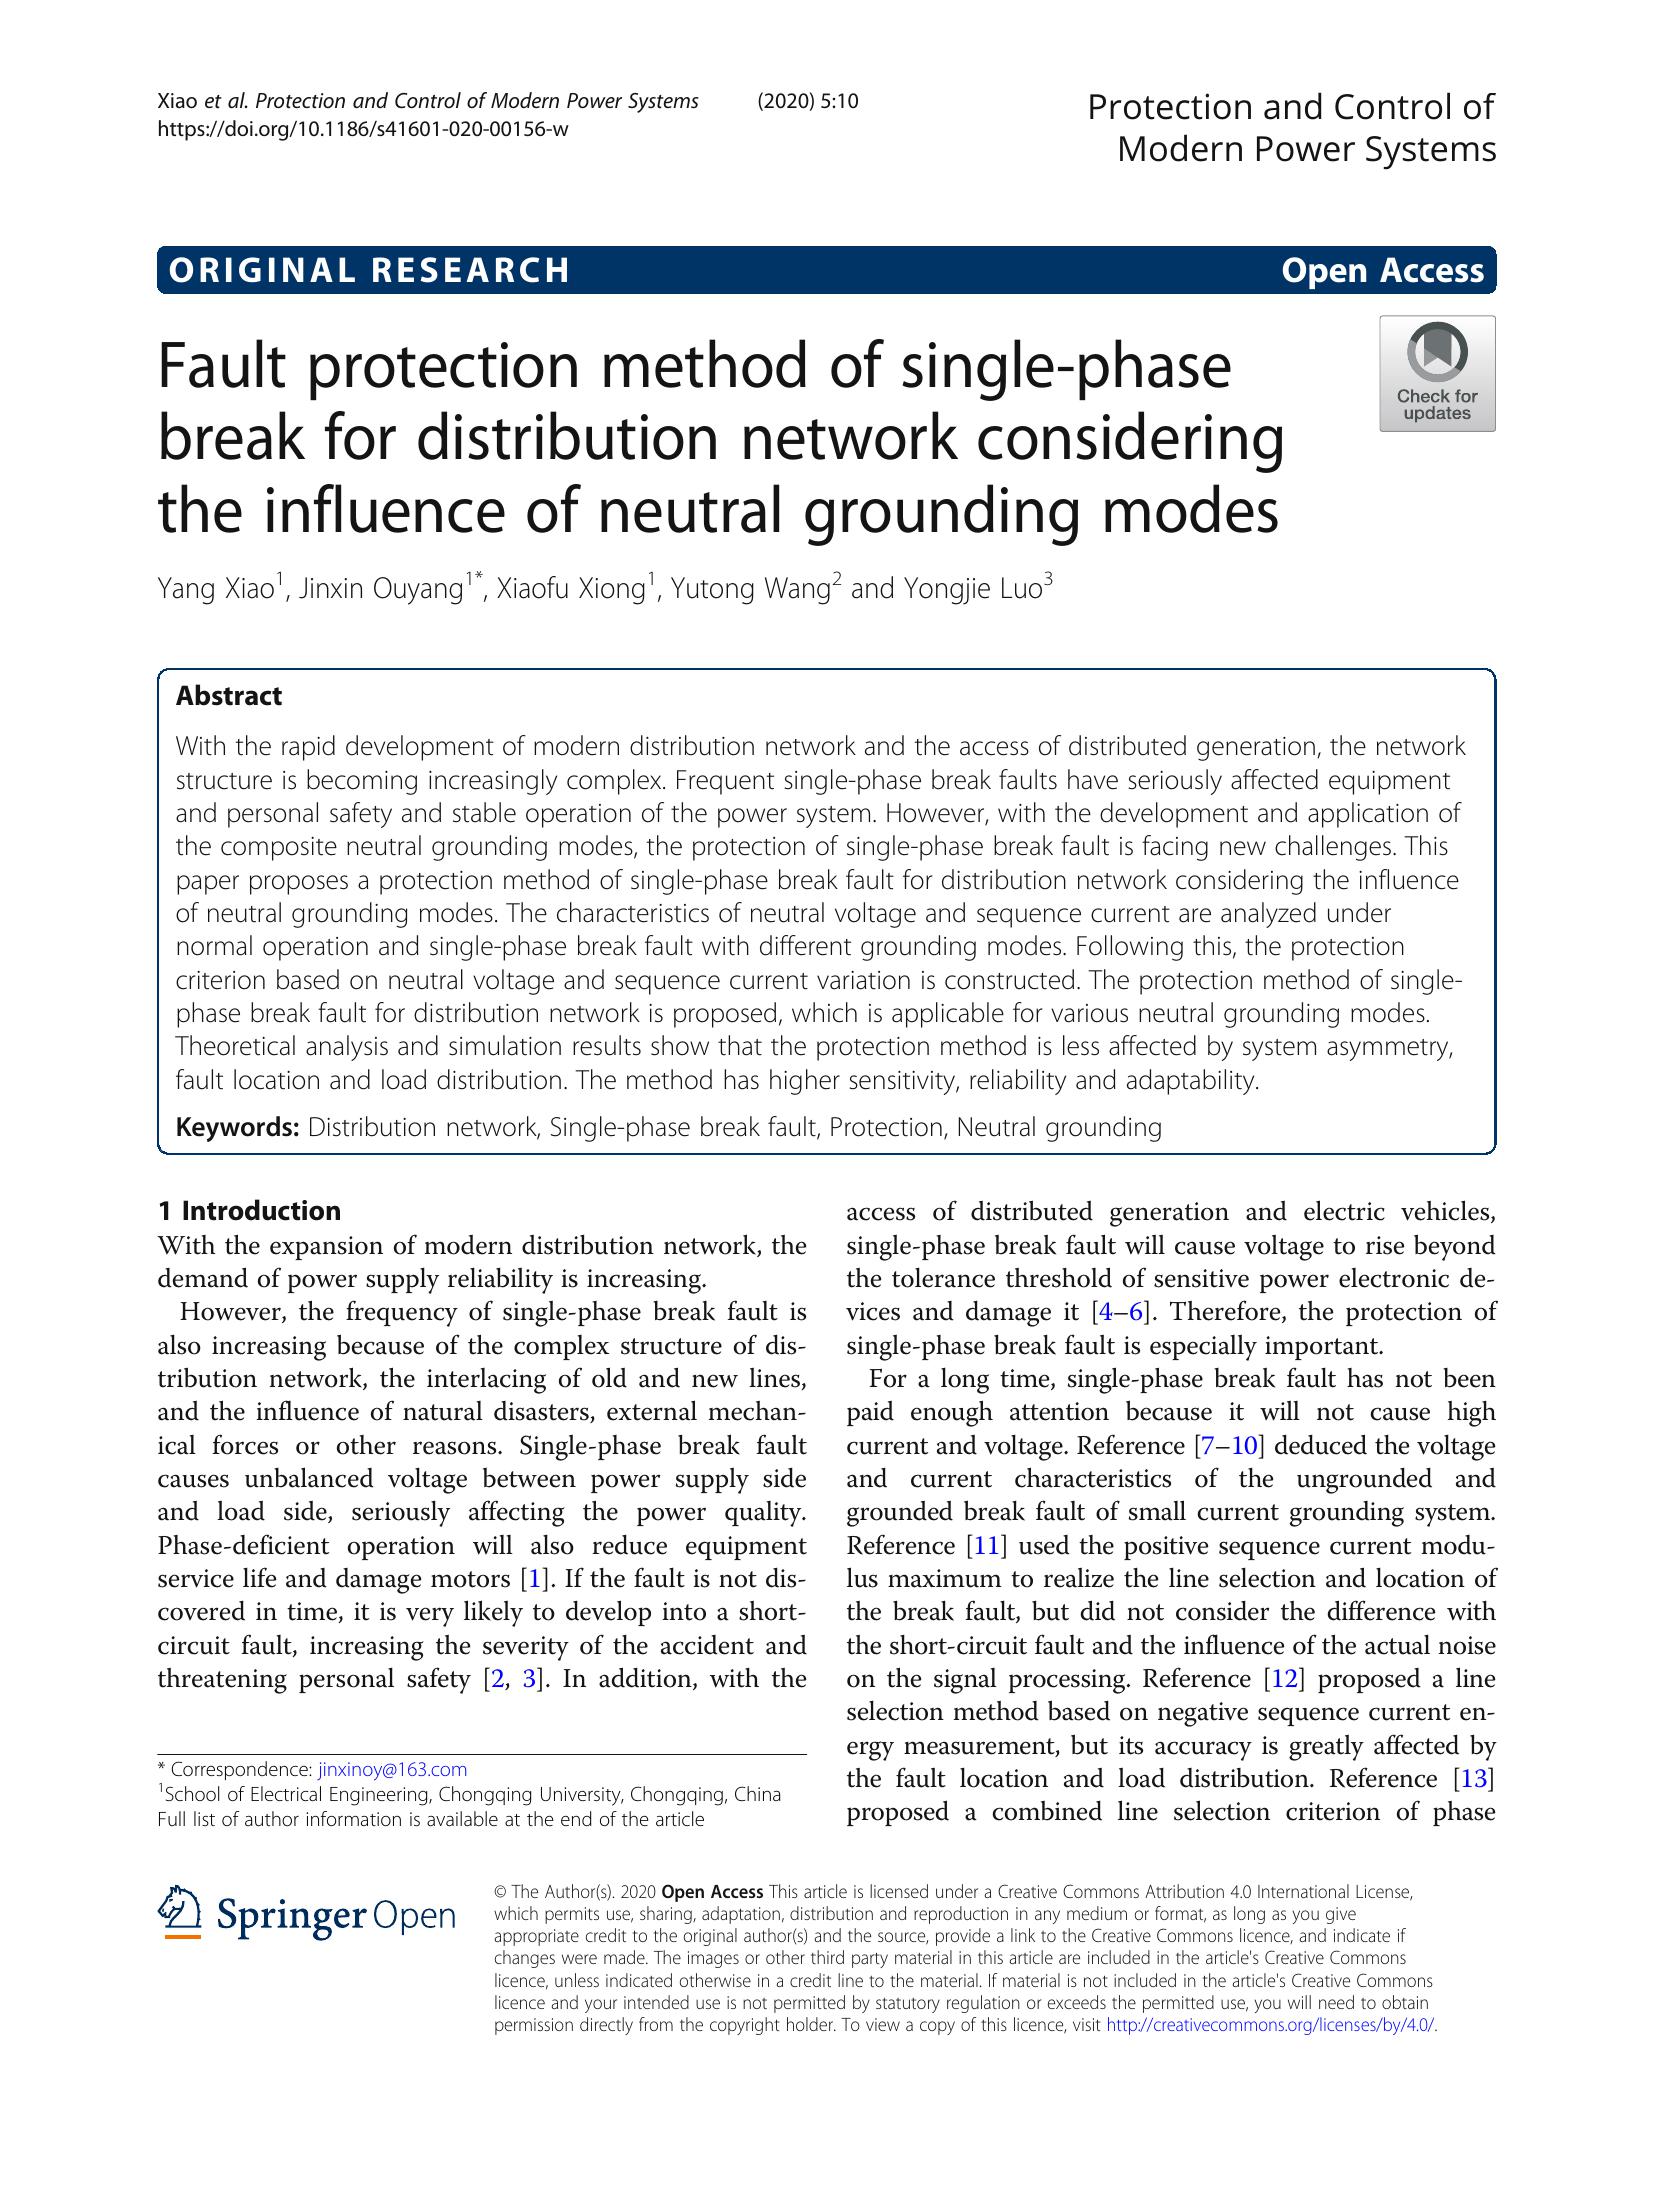 Xiao et al. Protection and Control of Modern Power Systems (2020) 5:10
https://doi.org/10.1186/s41601-020-00156-w
Protection and Control of
Modern Power Systems
ORIGINAL RESEARCH Open Access
Check for
updates
Fault protection method of single-phase
break for distribution network considering
the influence of neutral grounding modes
Yang Xiao1, Jinxin Ouyang1*, Xiaofu Xiong1, Yutong Wang2 and Yongjie Luo3
Abstract
With the rapid development of modern distribution network and the access of distributed generation, the network
structure is becoming increasingly complex. Frequent single-phase break faults have seriously affected equipment
and personal safety and stable operation of the power system. However, with the development and application of
the composite neutral grounding modes, the protection of single-phase break fault is facing new challenges. This
paper proposes a protection method of single-phase break fault for distribution network considering the influence
of neutral grounding modes. The characteristics of neutral voltage and sequence current are analyzed under
normal operation and single-phase break fault with different grounding modes. Following this, the protection
criterion based on neutral voltage and sequence current variation is constructed. The protection method of single-
phase break fault for distribution network is proposed, which is applicable for various neutral grounding modes.
Theoretical analysis and simulation results show that the protection method is less affected by system asymmetry,
fault location and load distribution. The method has higher sensitivity, reliability and adaptability.
Keywords: Distribution network, Single-phase break fault, Protection, Neutral grounding
1 Introduction
With the expansion of modern distribution network, the
demand of power supply reliability is increasing.
However, the frequency of single-phase break fault is
also increasing because of the complex structure of dis-
tribution network, the interlacing of old and new lines,
and the influence of natural disasters, external mechan-
ical forces or other reasons. Single-phase break fault
causes unbalanced voltage between power supply side
and load side, seriously affecting the power quality.
Phase-deficient operation will also reduce equipment
service life and damage motors [1]. If the fault is not dis-
covered in time, it is very likely to develop into a short-
circuit fault, increasing the severity of the accident and
threatening personal safety [2, 3]. In addition, with the
access of distributed generation and electric vehicles,
single-phase break fault will cause voltage to rise beyond
the tolerance threshold of sensitive power electronic de-
vices and damage it [4–6]. Therefore, the protection of
single-phase break fault is especially important.
For a long time, single-phase break fault has not been
paid enough attention because it will not cause high
current and voltage. Reference [7–10] deduced the voltage
and current characteristics of the ungrounded and
grounded break fault of small current grounding system.
Reference [11] used the positive sequence current modu-
lus maximum to realize the line selection and location of
the break fault, but did not consider the difference with
the short-circuit fault and the influence of the actual noise
on the signal processing. Reference [12] proposed a line
selection method based on negative sequence current en-
ergy measurement, but its accuracy is greatly affected by
the fault location and load distribution. Reference [13]
proposed a combined line selection criterion of phase
* Correspondence: jinxinoy@163.com
1School of Electrical Engineering, Chongqing University, Chongqing, China
Full list of author information is available at the end of the article
Springer Open
© The Author(s). 2020 Open Access This article is licensed under a Creative Commons Attribution 4.0 International License,
which permits use, sharing, adaptation, distribution and reproduction in any medium or format, as long as you give
appropriate credit to the original author(s) and the source, provide a link to the Creative Commons licence, and indicate if
changes were made. The images or other third party material in this article are included in the article's Creative Commons
licence, unless indicated otherwise in a credit line to the material. If material is not included in the article's Creative Commons
licence and your intended use is not permitted by statutory regulation or exceeds the permitted use, you will need to obtain
permission directly from the copyright holder. To view a copy of this licence, visit http://creativecommons.org/licenses/by/4.0/.